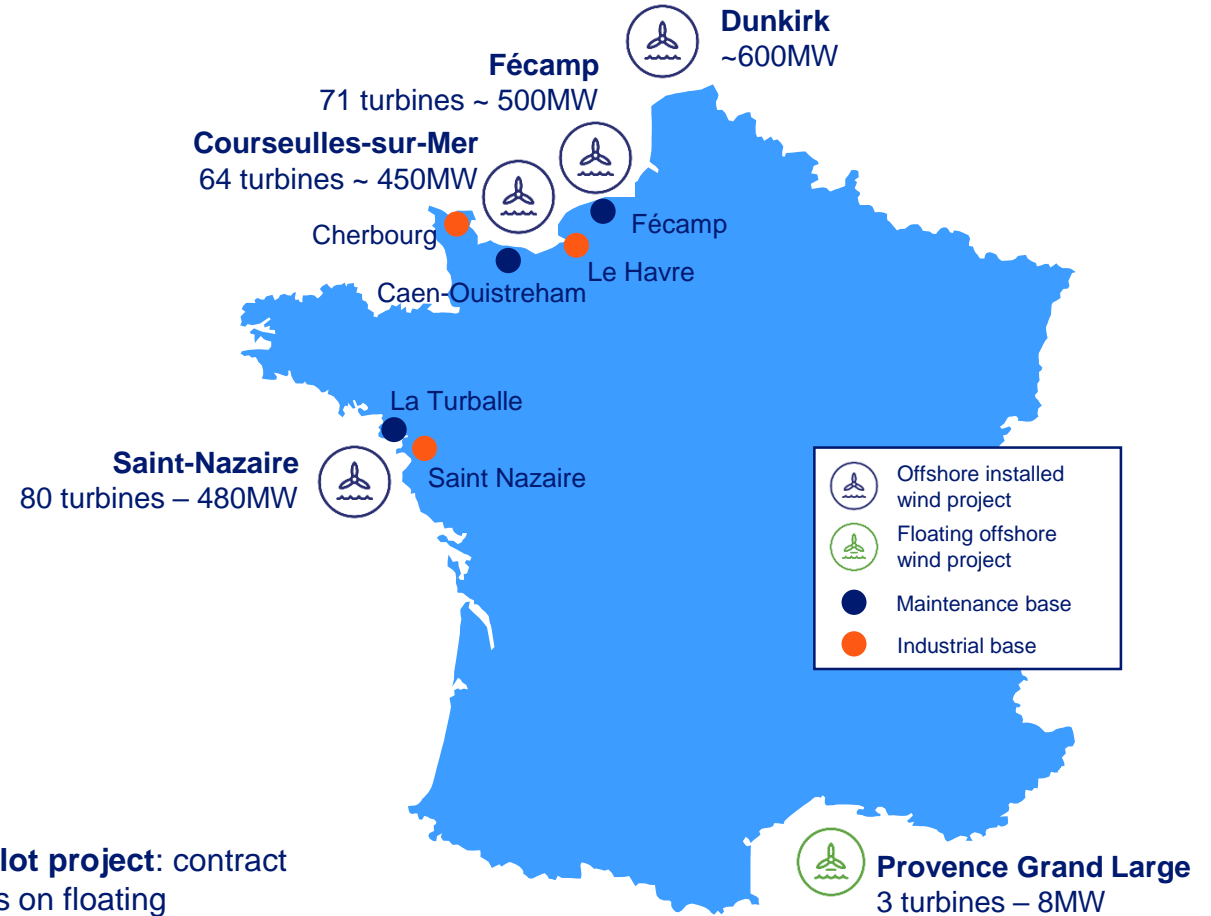 Dunkirk
~600MW
Fécamp
71 turbines ~ 500MW
Courseulles-sur-Mer
64 turbines ~ 450MW
Cherbourg
Fécamp
Le Havre
Caen-Ouistreham
La Turballe
Saint-Nazaire
80 turbines – 480MW
Saint Nazaire
Offshore installed
wind project
Floating offshore
wind project
Maintenance base
Industrial base
lot project: contract
s on floating
Provence Grand Large
3 turbines – 8MW